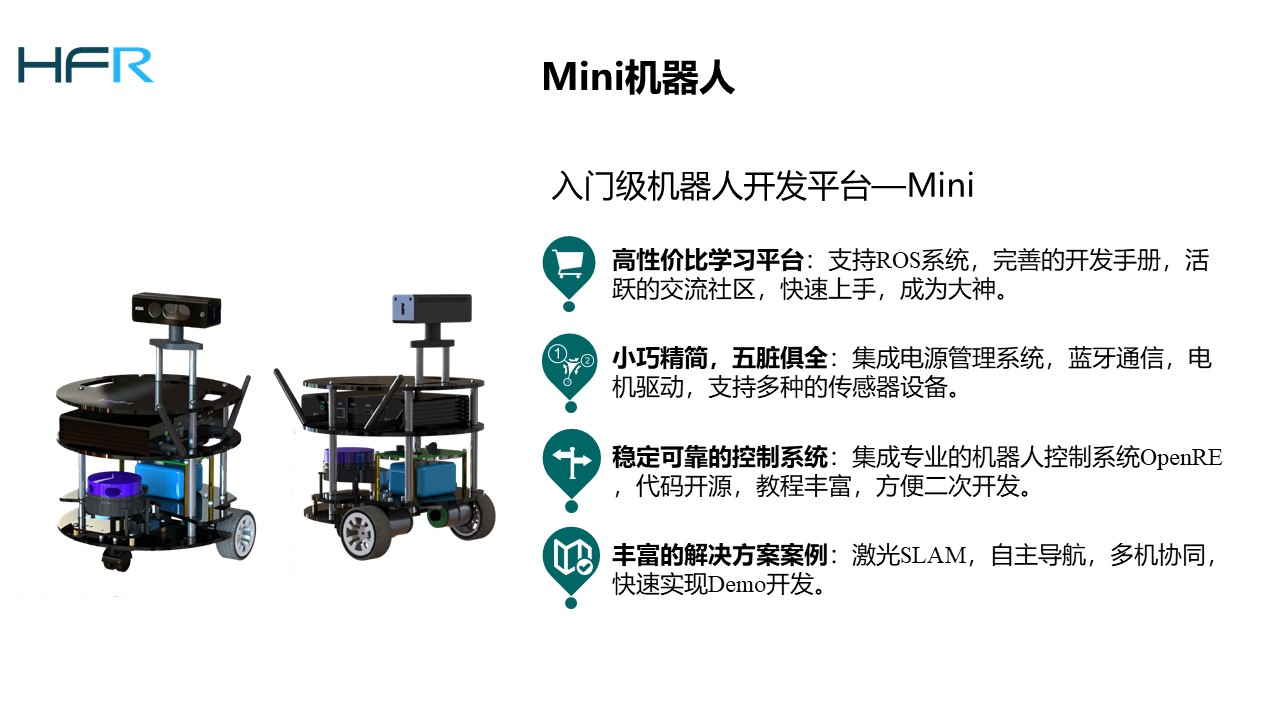 HFR
Mini机器人
入门级机器人开发平台—Mini
高性价比学习平台：支持ROS系统，完善的开发手册，活
跃的交流社区，快速上手，成为大神。
小巧精简，五脏俱全：集成电源管理系统，蓝牙通信，电
机驱动，支持多种的传感器设备。
稳定可靠的控制系统：集成专业的机器人控制系统OpenRE
，代码开源，教程丰富，方便二次开发。
丰富的解决方案案例：激光SLAM，自主导航，多机协同，
快速实现Demo开发。
ASUS
1
2